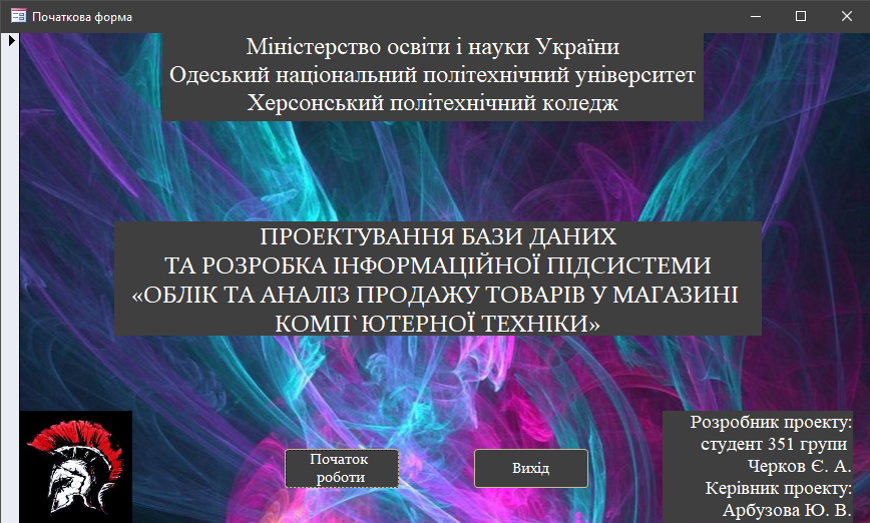 Початкова форма
Міністерство освіти і науки України
Одеський національний політехнічний університет
Херсонський політехнічний коледж
ПРОЕКТУВАННЯ БАЗИ ДАНИХ
ТА РОЗРОБКА ІНФОРМАЦІЙНОЇ ПІДСИСТЕМИ
«ОБЛІК ТА АНАЛІЗ ПРОДАЖУ ТОВАРІВ У МАГАЗИНІ
КОМП`ЮТЕРНОЇ ТЕХНІКИ»
Початок
роботи
Вихід
Розробник проекту:
студент 351 групи
Черков Є. А.
Керівник проекту:
Арбузова Ю. В.